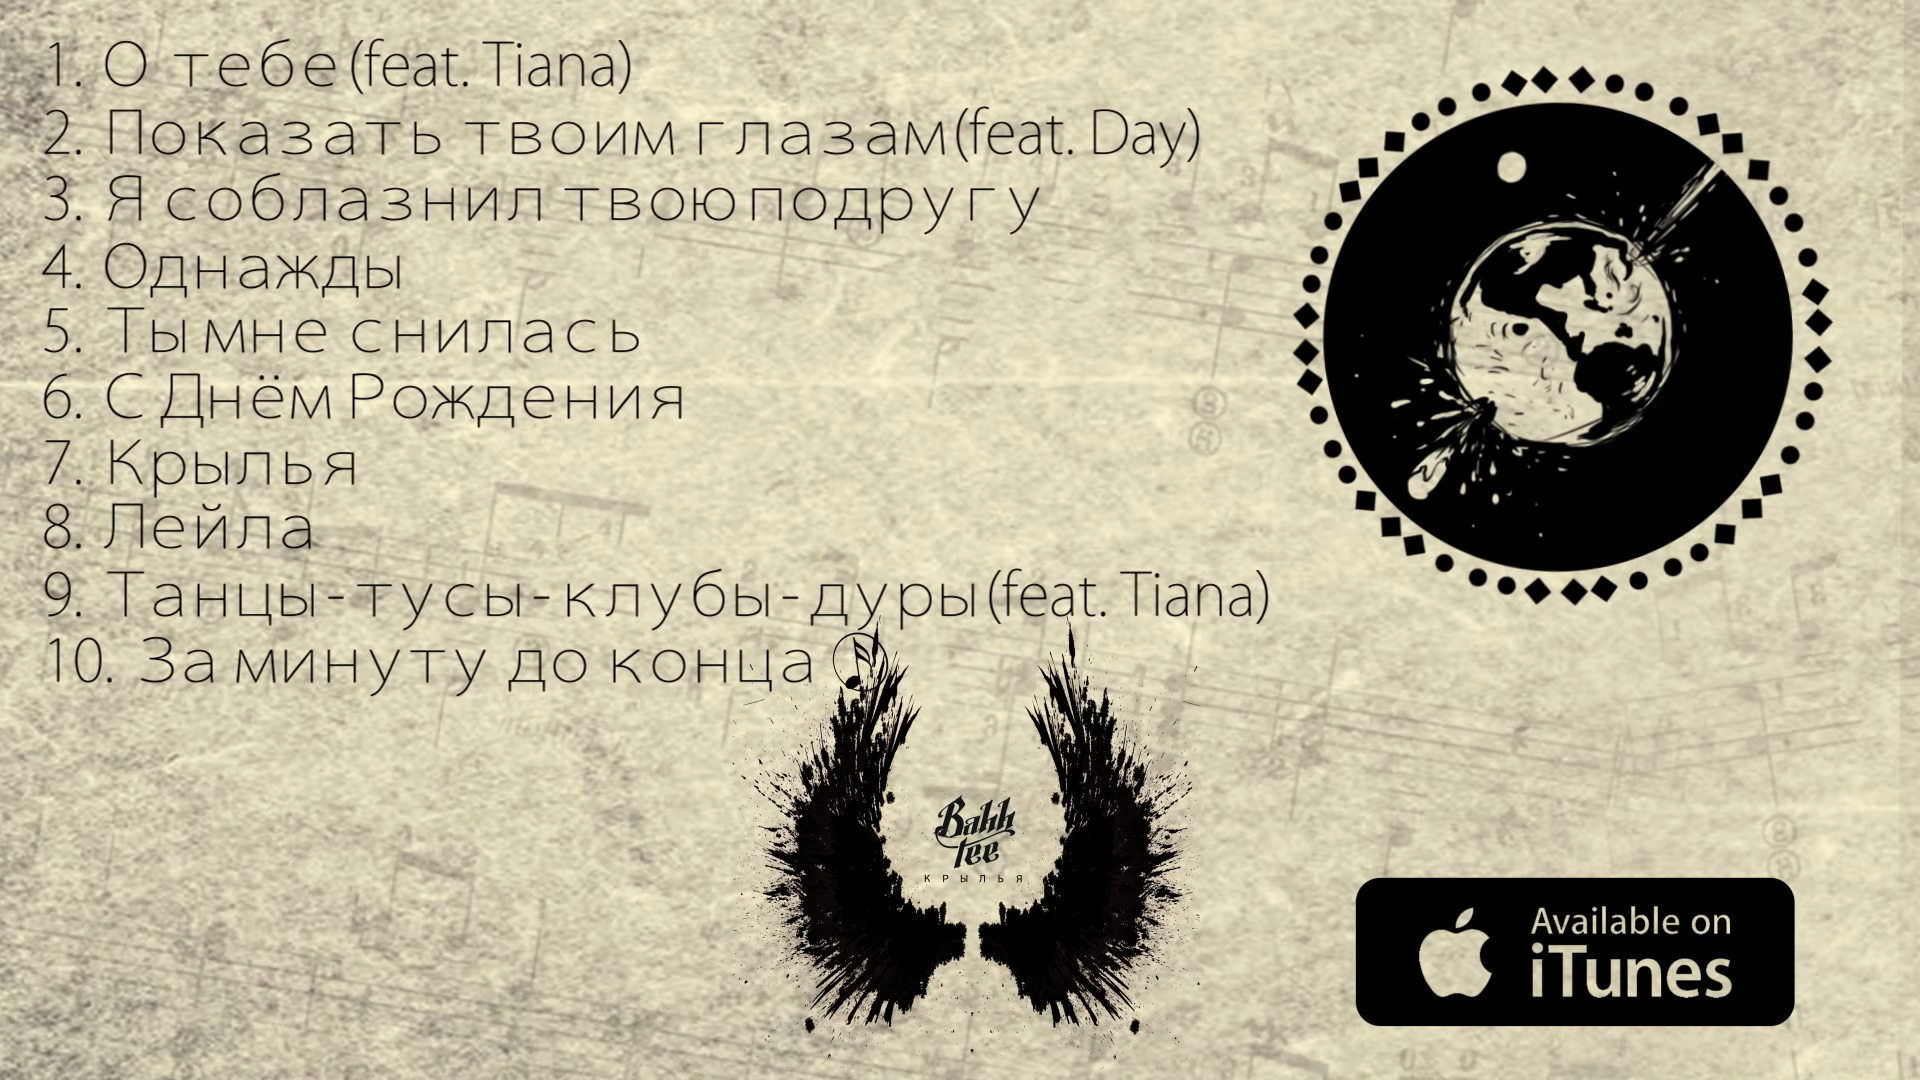 1. О тебе (feat. Tiana)
2. Показать твоим глазам (feat. Day)
3. Я соблазнил твою подругу
4. Однажды
5. Ты мне снилась
6. С Днём Рождения
7. Крылья
8. Лейла
9. Танцы-тусы-клубы-дуры (feat. Tiana)
10. За минуту до конца
Bahh
Tee
КРЫЛЬЯ
Available on
iTunes